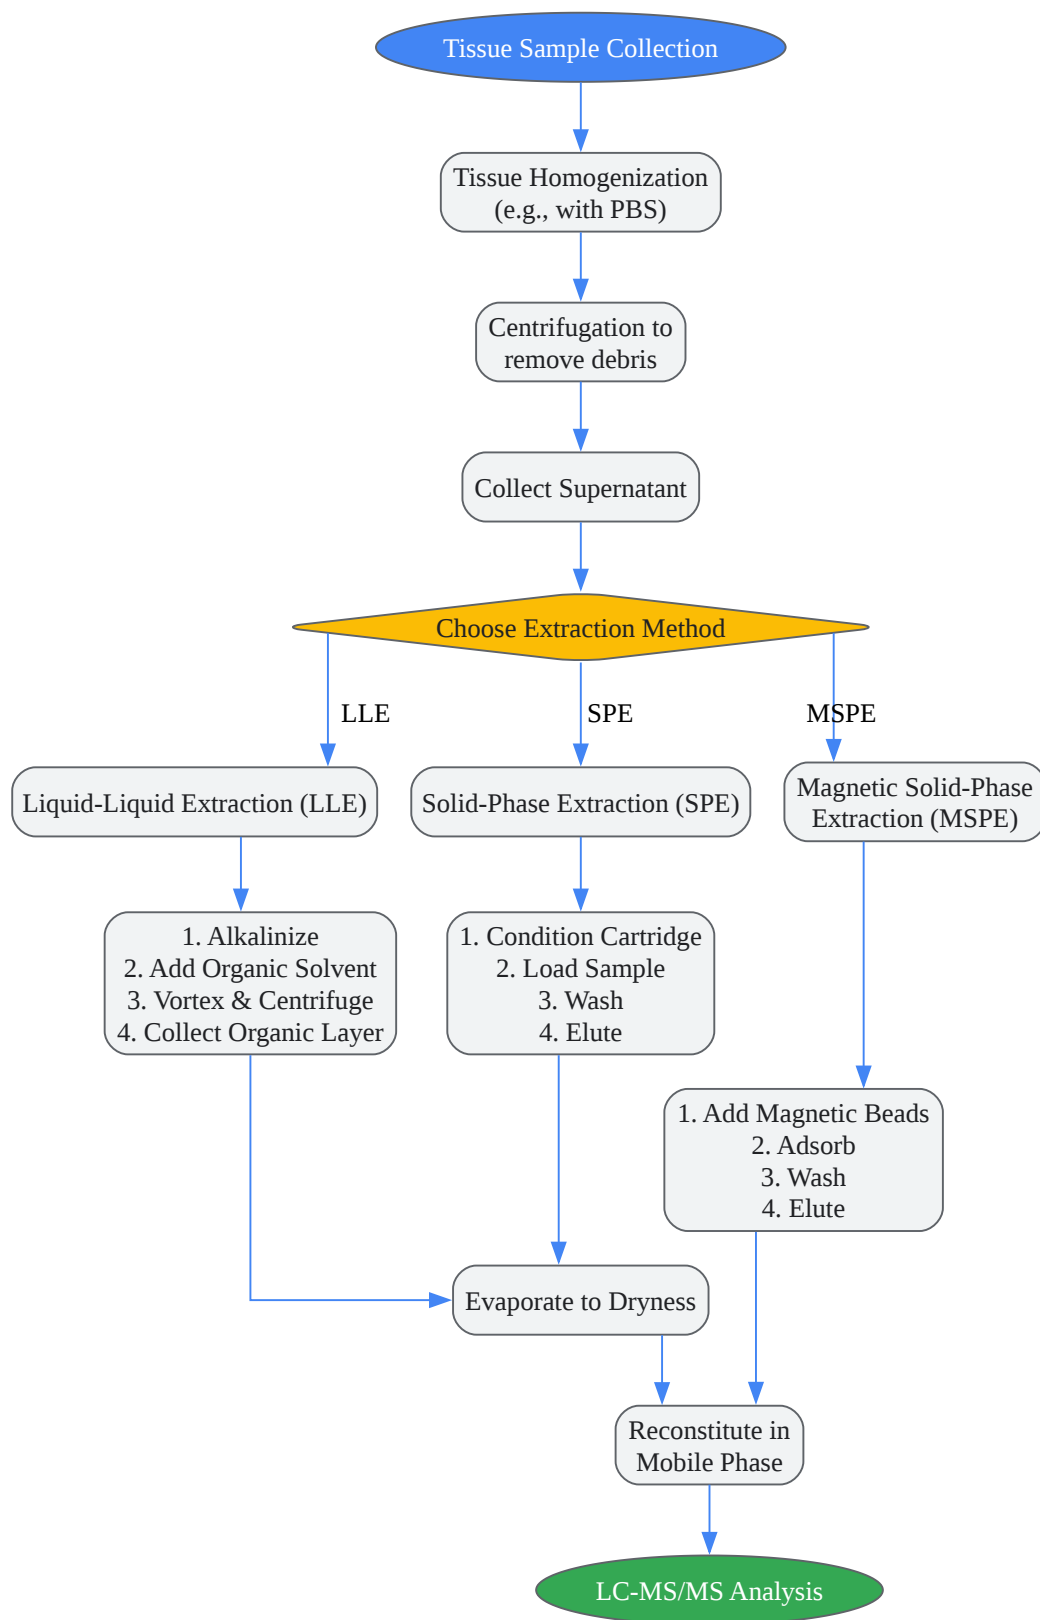 Tissue Sample Collection
Tissue Homogenization
(e.g., with PBS)
Centrifugation to
remove debris
Collect Supernatant
Choose Extraction Method
LLE
SPE
MSPE
Liquid-Liquid Extraction (LLE)
Solid-Phase Extraction (SPE)
Magnetic Solid-Phase
Extraction (MSPE)
1. Alkalinize
2. Add Organic Solvent
3. Vortex & Centrifuge
4. Collect Organic Layer
1. Condition Cartridge
2. Load Sample
3. Wash
4. Elute
1. Add Magnetic Beads
2. Adsorb
3. Wash
4. Elute
Evaporate to Dryness
Reconstitute in
Mobile Phase
LC-MS/MS Analysis